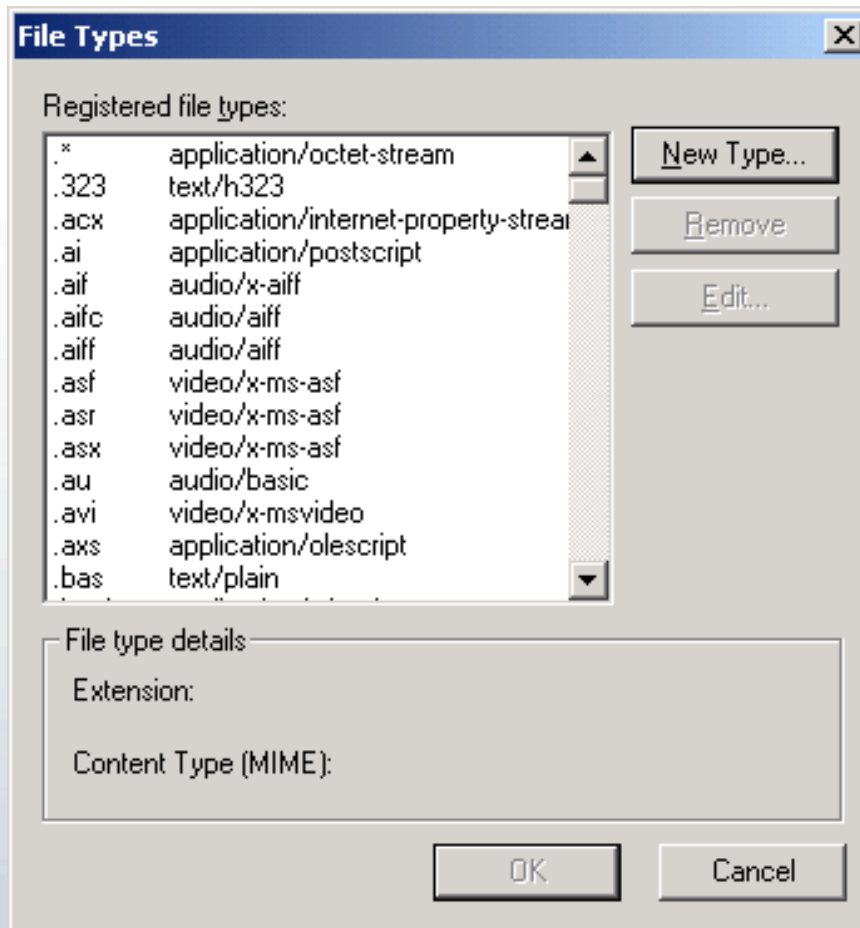 File Types
Registered file types:
.* application/octet-stream
.323 text/h323
.acx application/internet-property-strea
.ai application/postscript
.aif audio/x-aiff
.aifc audio/aiff
.aiff audio/aiff
.asf video/x-ms-asf
.asr video/x-ms-asf
.asx video/x-ms-asf
.au audio/basic
.avi video/x-msvideo
.axs application/olescript
.bas text/plain
New Type...
Remove
Edit...
File type details
Extension:
Content Type (MIME):
OK Cancel